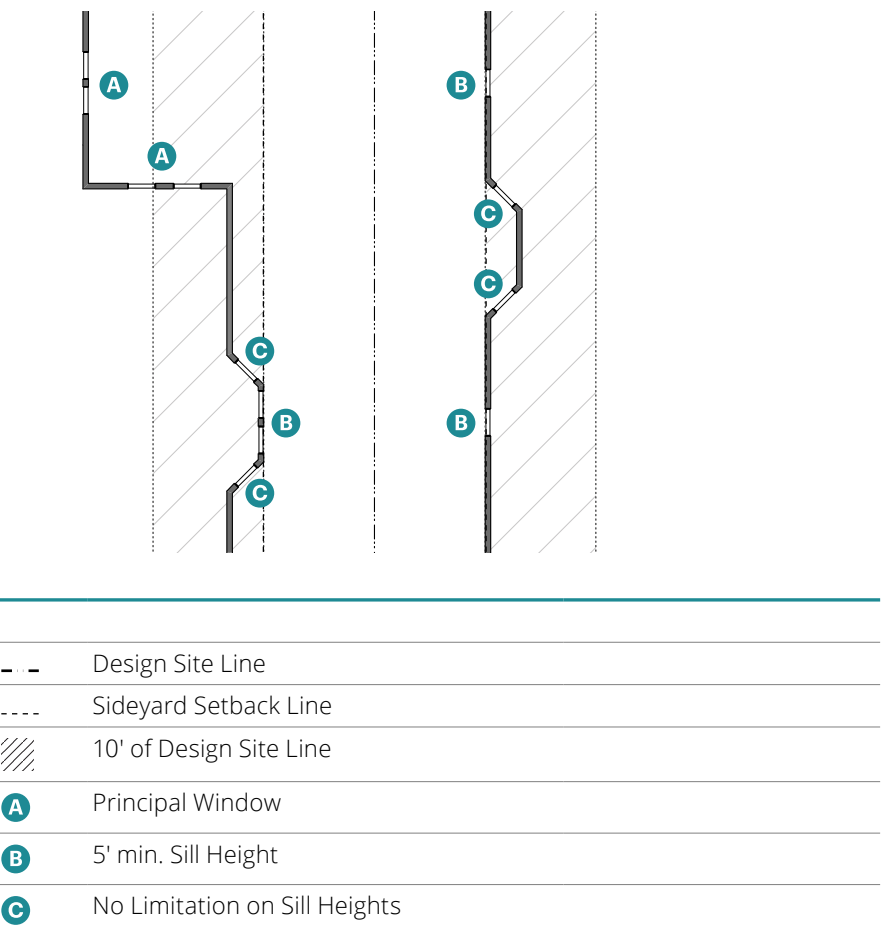 A
B
A
C
C
C
B
B
C
Design Site Line
Sideyard Setback Line
10' of Design Site Line
A Principal Window
B 5' min. Sill Height
C No Limitation on Sill Heights